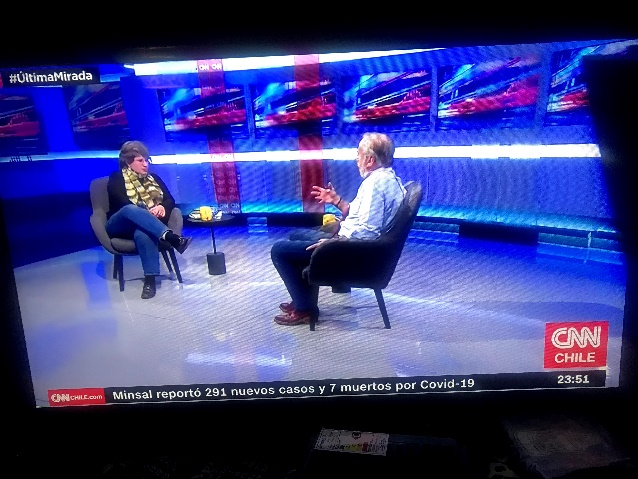 #ÚltimaMirada
CNN
CHILE
23:51
CNNCHILE.com
Minsal reportó 291 nuevos casos y 7 muertos por Covid-19